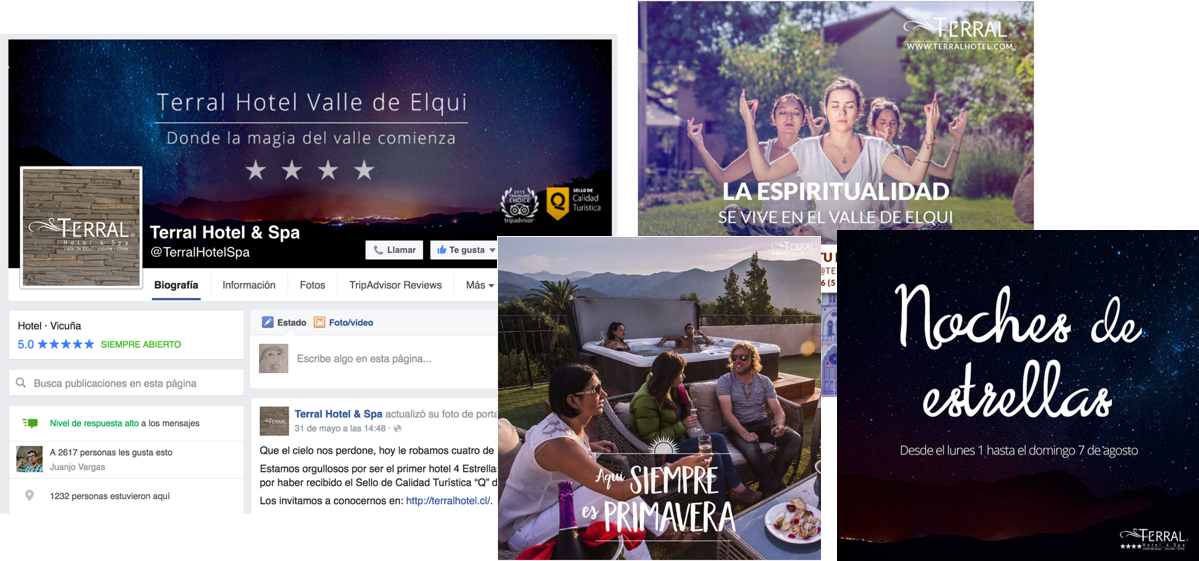 Terral Hotel Valle de Elqui
Donde la magia del valle comienza
2015
TRAVELERS'
CHOICE
tripadvisor
Q
SELLO DE
Calidad
Turística
TERRAL
Hotel & Spa
Terral Hotel & Spa
@TerralHotelSpa
Llamar
Te gusta
Biografía
Información
Fotos
TripAdvisor Reviews
Más
Hotel · Vicuña
5.0 ★★★★★ SIEMPRE ABIERTO
Busca publicaciones en esta página
Nivel de respuesta alto a los mensajes
A 2617 personas les gusta esto
Juanjo Vargas
1232 personas estuvieron aquí
Estado
Foto/video
Escribe algo en esta página...
Terral Hotel & Spa actualizó su foto de porta
31 de mayo a las 14:48 ·
Que el cielo nos perdone, hoy le robamos cuatro de
Estamos orgullosos por ser el primer hotel 4 Estrellas
por haber recibido el Sello de Calidad Turística "Q" d
Los invitamos a conocernos en: http://terralhotel.cl/.
TERRAL
WWW.TERRALHOTEL.COM
LA ESPIRITUALIDAD
SE VIVE EN EL VALLE DE ELQUI
TERRAL
Aquí SIEMPRE
es PRIMAVERA
Noches de
estrellas
Desde el lunes 1 hasta el domingo 7 de agosto
TERRAL
Hotel & Spa